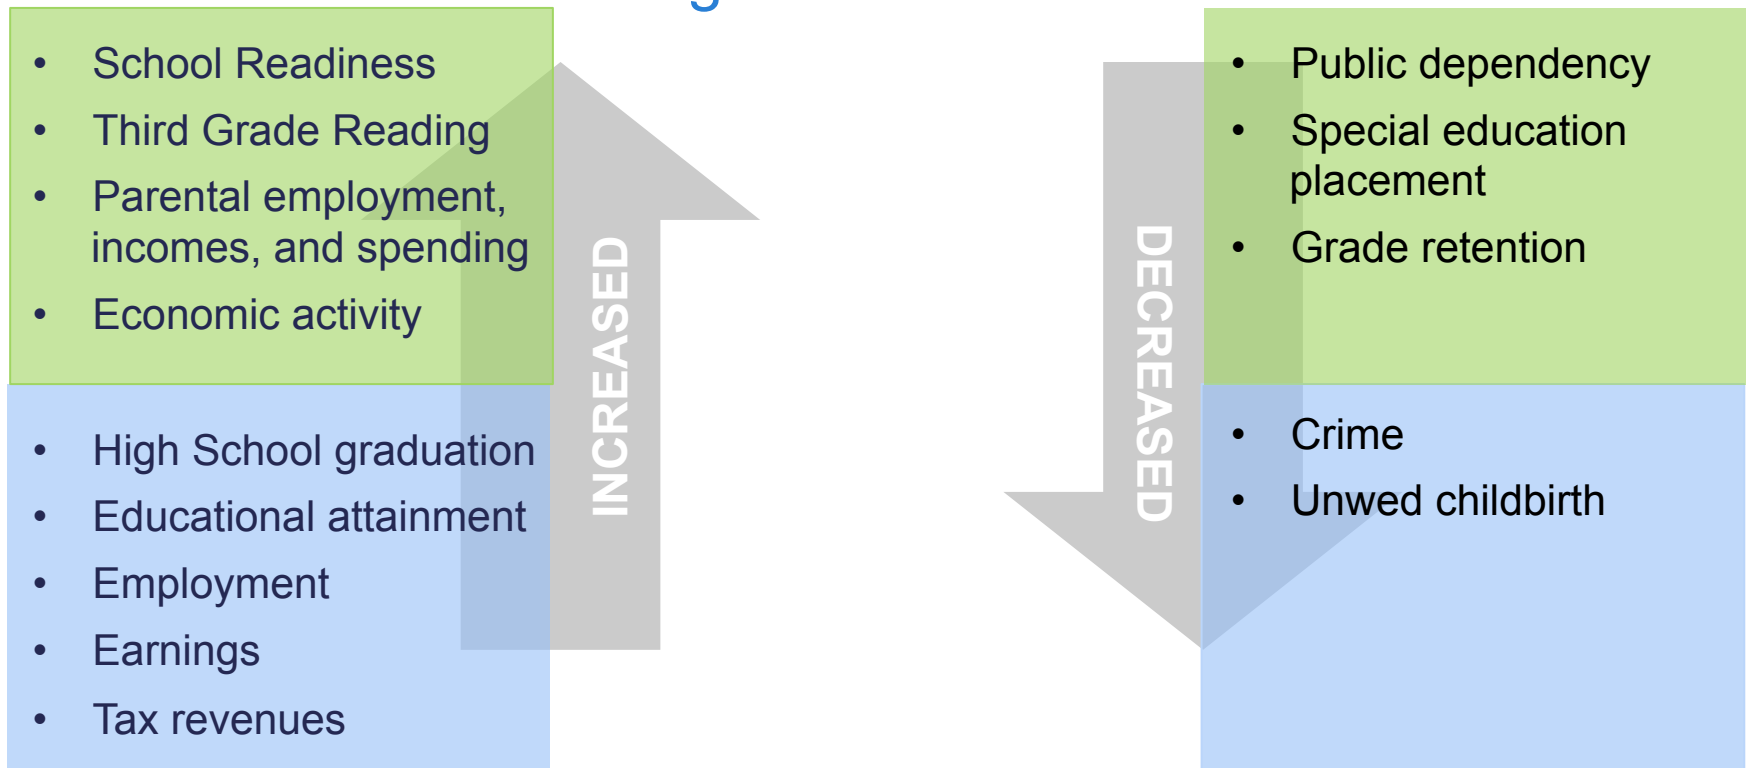 • School Readiness
• Third Grade Reading
• Parental employment,
incomes, and spending
• Economic activity
• High School graduation
• Educational attainment
• Employment
• Earnings
• Tax revenues
INCREASED
DECREASED
• Public dependency
• Special education
placement
• Grade retention
• Crime
• Unwed childbirth